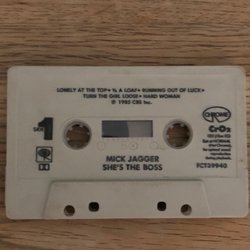 LONELY AT THE TOP • ½ A LOAF • RUNNING OUT OF LUCK •
TURN THE GIRL LOOSE • HARD WOMAN
℗ 1985 CBS Inc.
SIDE 1
CHROME
CrO2
MICK JAGGER
SHE'S THE BOSS
FCT39940